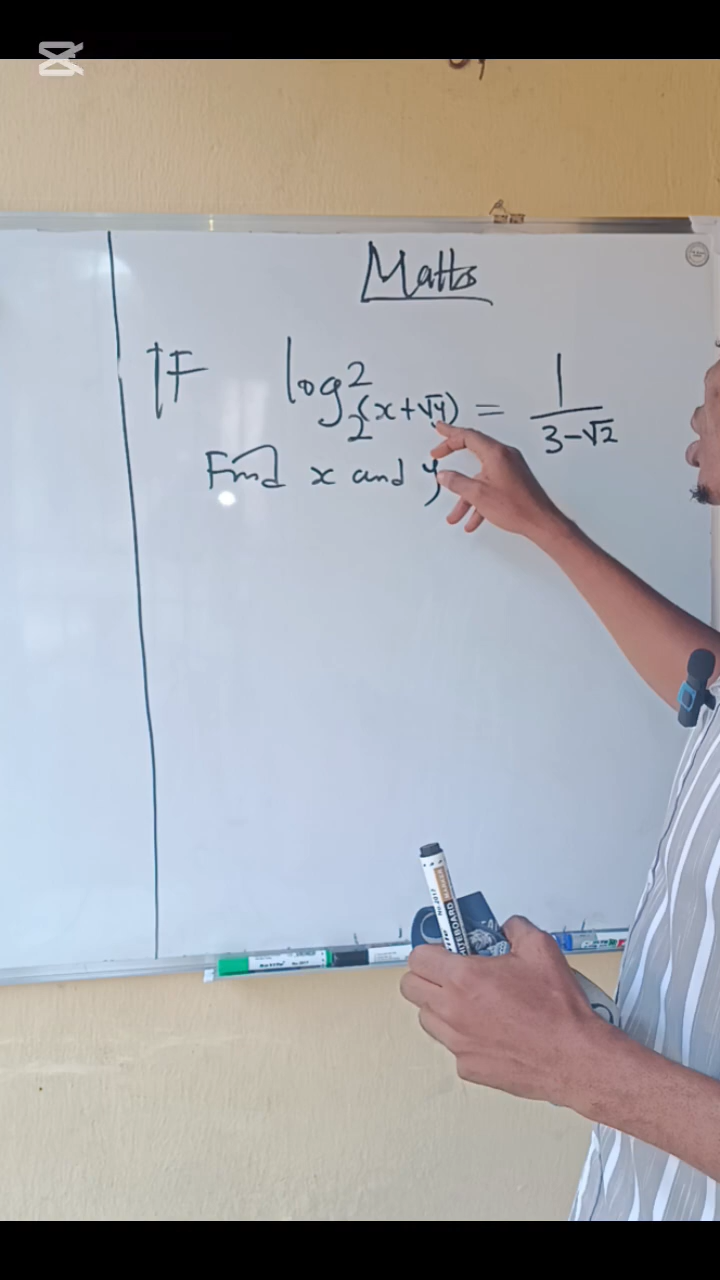 Maths
IF log₂(x+√y)² = 1/(3-√2)
Find x and y